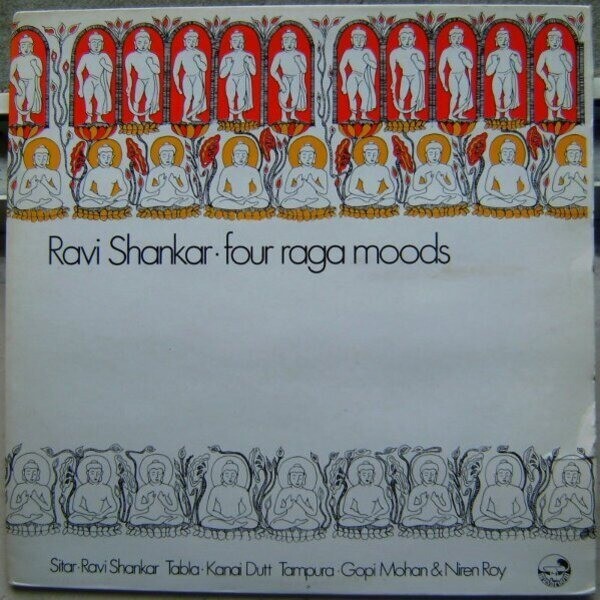 Ravi Shankar · four raga moods
Sitar · Ravi Shankar Tabla · Kanai Dutt Tampura · Gopi Mohan & Niren Roy